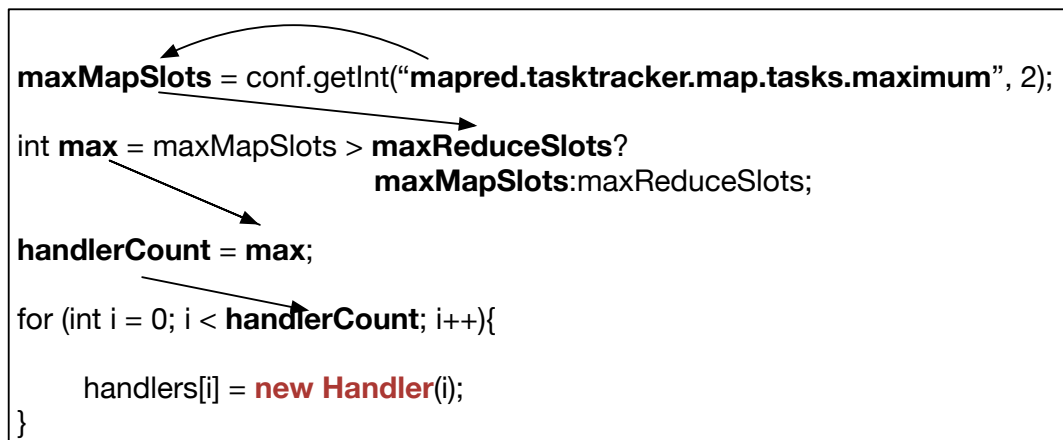 maxMapSlots = conf.getInt(“mapred.tasktracker.map.tasks.maximum”, 2);
int max = maxMapSlots > maxReduceSlots?
maxMapSlots:maxReduceSlots;
handlerCount = max;
for (int i = 0; i < handlerCount; i++){
handlers[i] = new Handler(i);
}